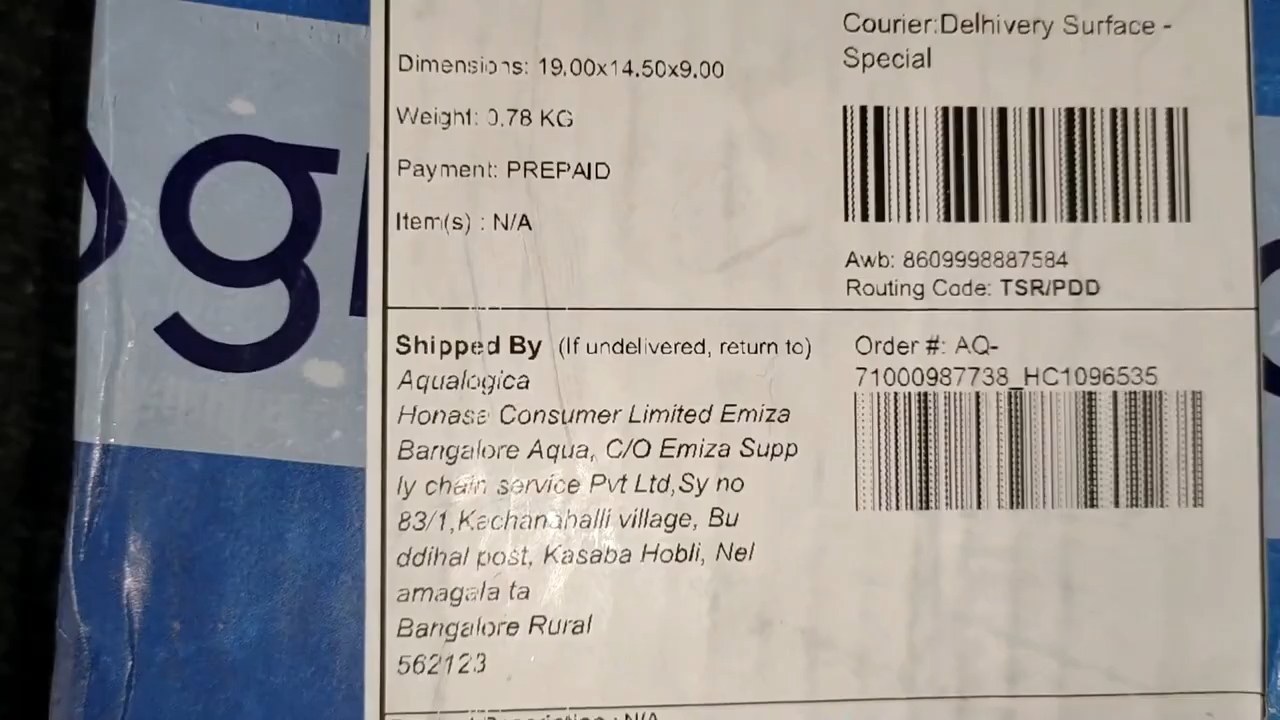 ogi
Dimensions: 19.00x14.50x9.00
Weight: 0.78 KG
Payment: PREPAID
Item(s) : N/A
Courier:Delhivery Surface -
Special
Awb: 8609998887584
Routing Code: TSR/PDD
Shipped By (If undelivered, return to)
Aqualogica
Honasa Consumer Limited Emiza
Bangalore Aqua, C/O Emiza Supp
ly chain service Pvt Ltd,Sy no
83/1,Kachanahalli village, Bu
ddihal post, Kasaba Hobli, Nel
amagala ta
Bangalore Rural
562123
Order #: AQ-
71000987738_HC1096535